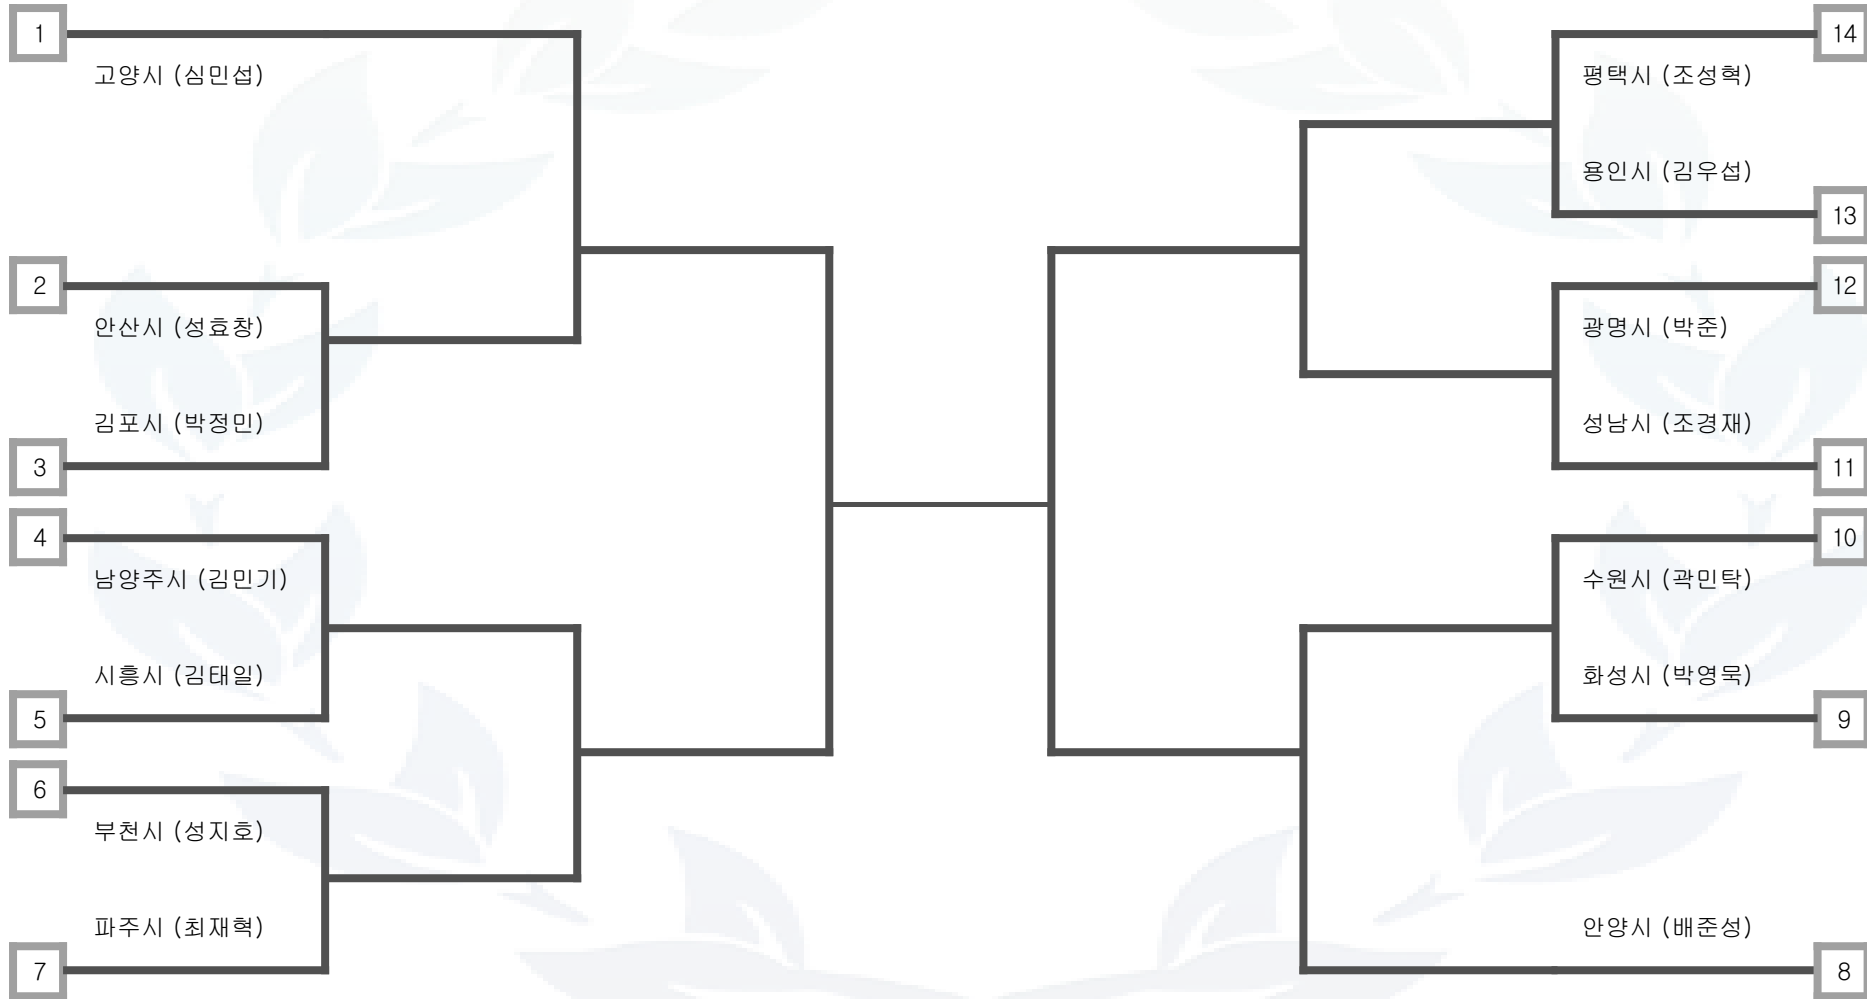 1
고양시 (심민섭)
2
안산시 (성효창)
김포시 (박정민)
3
4
남양주시 (김민기)
시흥시 (김태일)
5
6
부천시 (성지호)
파주시 (최재혁)
7
14
평택시 (조성혁)
용인시 (김우섭)
13
12
광명시 (박준)
성남시 (조경재)
11
10
수원시 (곽민탁)
화성시 (박영묵)
9
안양시 (배준성)
8